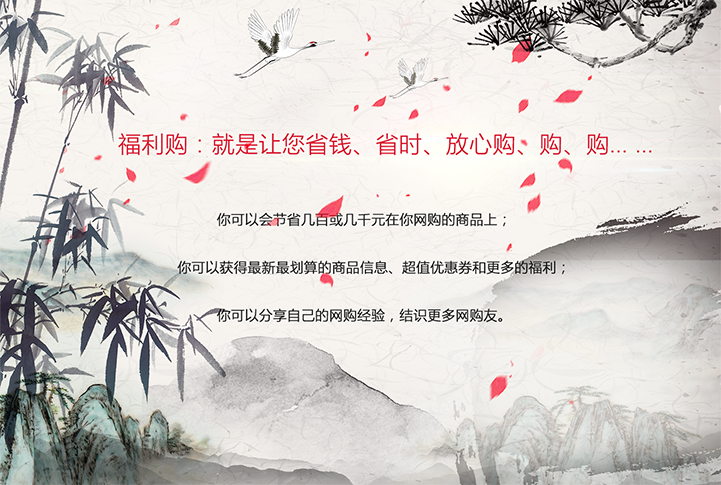 福利购：就是让您省钱、省时、放心购、购、购... ...
你可以会节省几百或几千元在你网购的商品上；
你可以获得最新最划算的商品信息、超值优惠券和更多的福利；
你可以分享自己的网购经验，结识更多网购友。